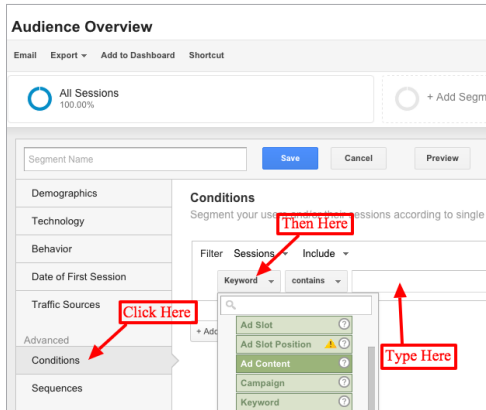 Audience Overview
Email Export Add to Dashboard Shortcut
All Sessions
100.00%
+ Add Segm
Segment Name
Save Cancel Preview
Demographics
Technology
Behavior
Date of First Session
Traffic Sources
Advanced
Conditions
Sequences
Conditions
Segment your users and/or their sessions according to single
Then Here
Filter Sessions Include
Keyword contains
Click Here
+ Add
Ad Slot
Ad Slot Position
Ad Content
Campaign
Keyword
Type Here